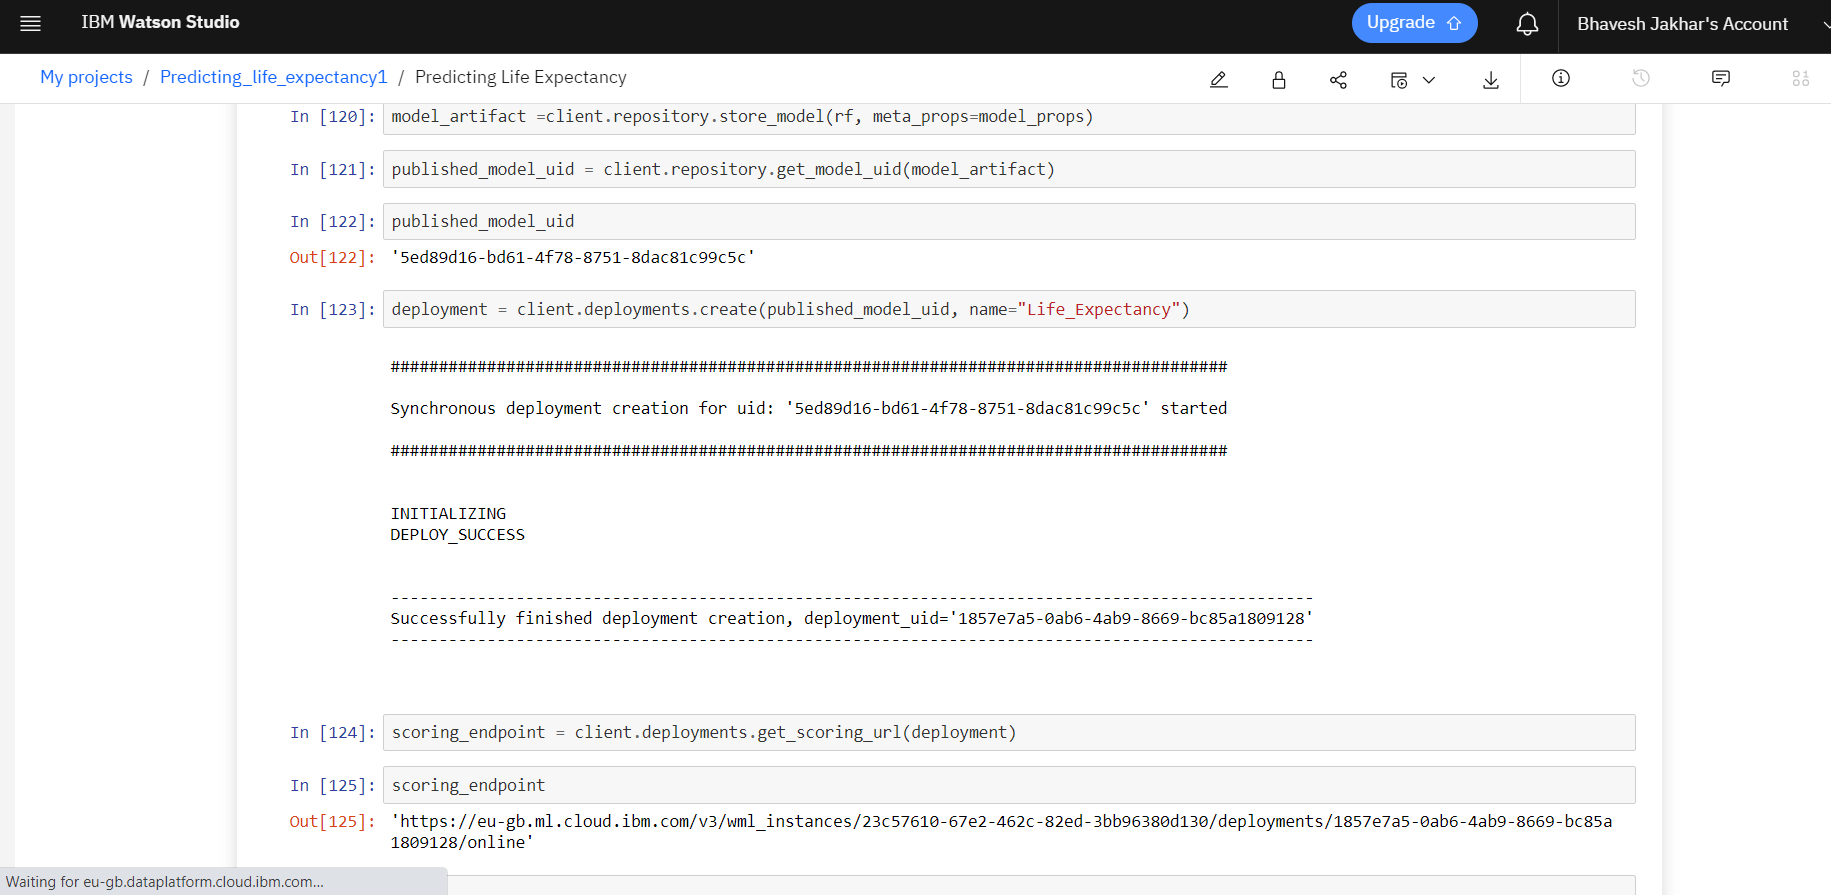 IBM Watson Studio
Upgrade
Bhavesh Jakhar's Account
My projects / Predicting_life_expectancy1 / Predicting Life Expectancy
In [120]: model_artifact =client.repository.store_model(rf, meta_props=model_props)
In [121]: published_model_uid = client.repository.get_model_uid(model_artifact)
In [122]: published_model_uid
Out[122]: '5ed89d16-bd61-4f78-8751-8dac81c99c5c'
In [123]: deployment = client.deployments.create(published_model_uid, name="Life_Expectancy")
#######################################################################################
Synchronous deployment creation for uid: '5ed89d16-bd61-4f78-8751-8dac81c99c5c' started
#######################################################################################
INITIALIZING
DEPLOY_SUCCESS
------------------------------------------------------------------------------------------------
Successfully finished deployment creation, deployment_uid='1857e7a5-0ab6-4ab9-8669-bc85a1809128'
------------------------------------------------------------------------------------------------
In [124]: scoring_endpoint = client.deployments.get_scoring_url(deployment)
In [125]: scoring_endpoint
Out[125]: 'https://eu-gb.ml.cloud.ibm.com/v3/wml_instances/23c57610-67e2-462c-82ed-3bb96380d130/deployments/1857e7a5-0ab6-4ab9-8669-bc85a
1809128/online'
Waiting for eu-gb.dataplatform.cloud.ibm.com...